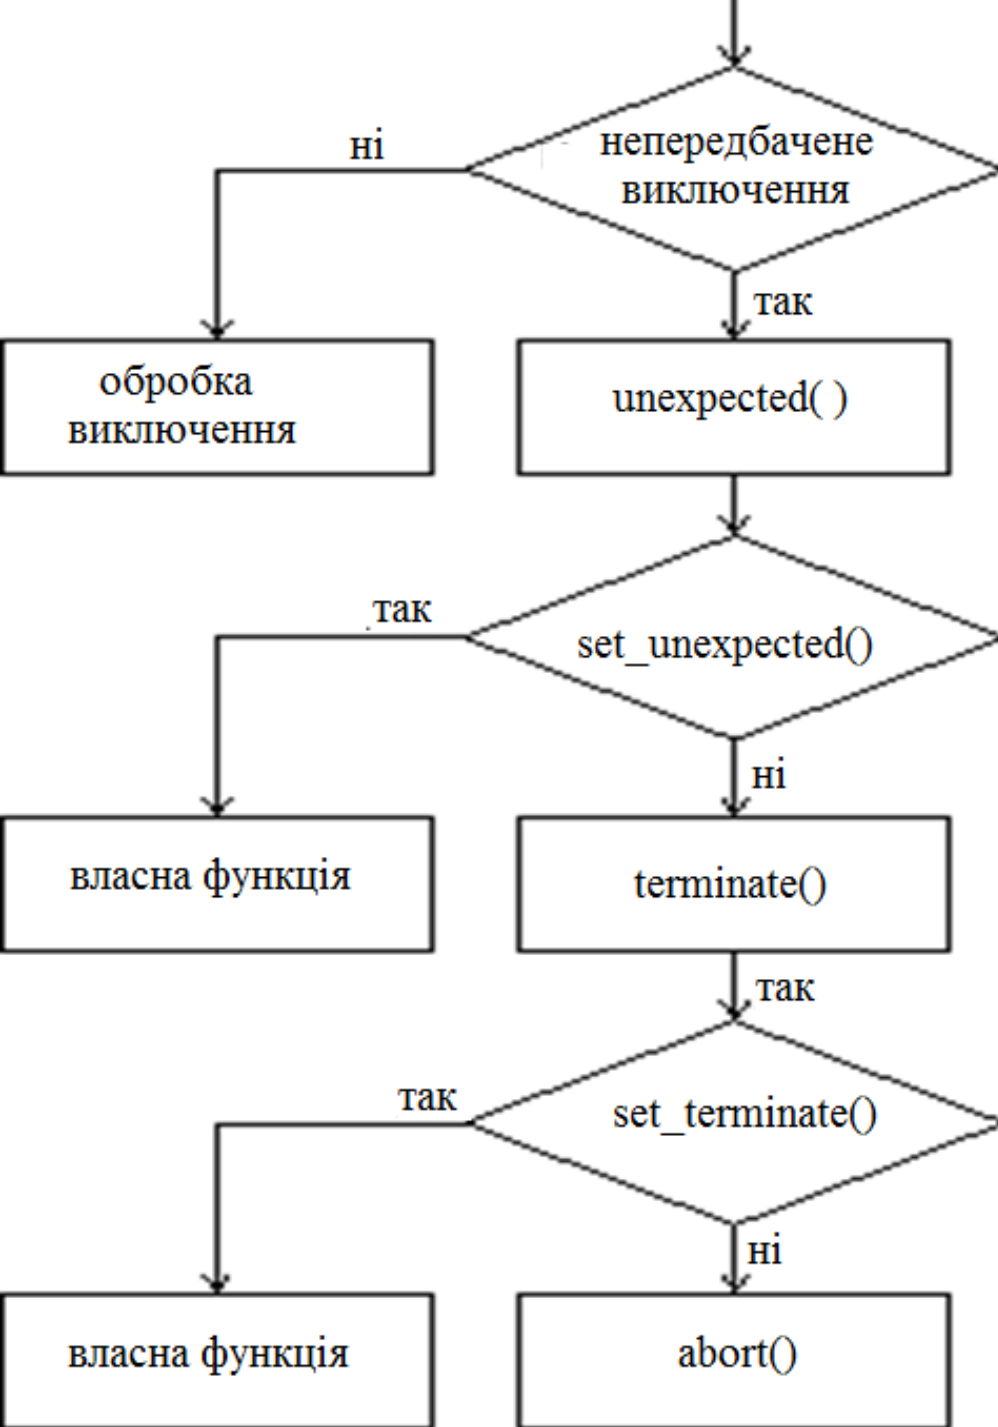 ні
непередбачене
виключення
так
обробка
виключення
unexpected( )
так
set_unexpected()
ні
власна функція
terminate()
так
так
set_terminate()
ні
власна функція
abort()